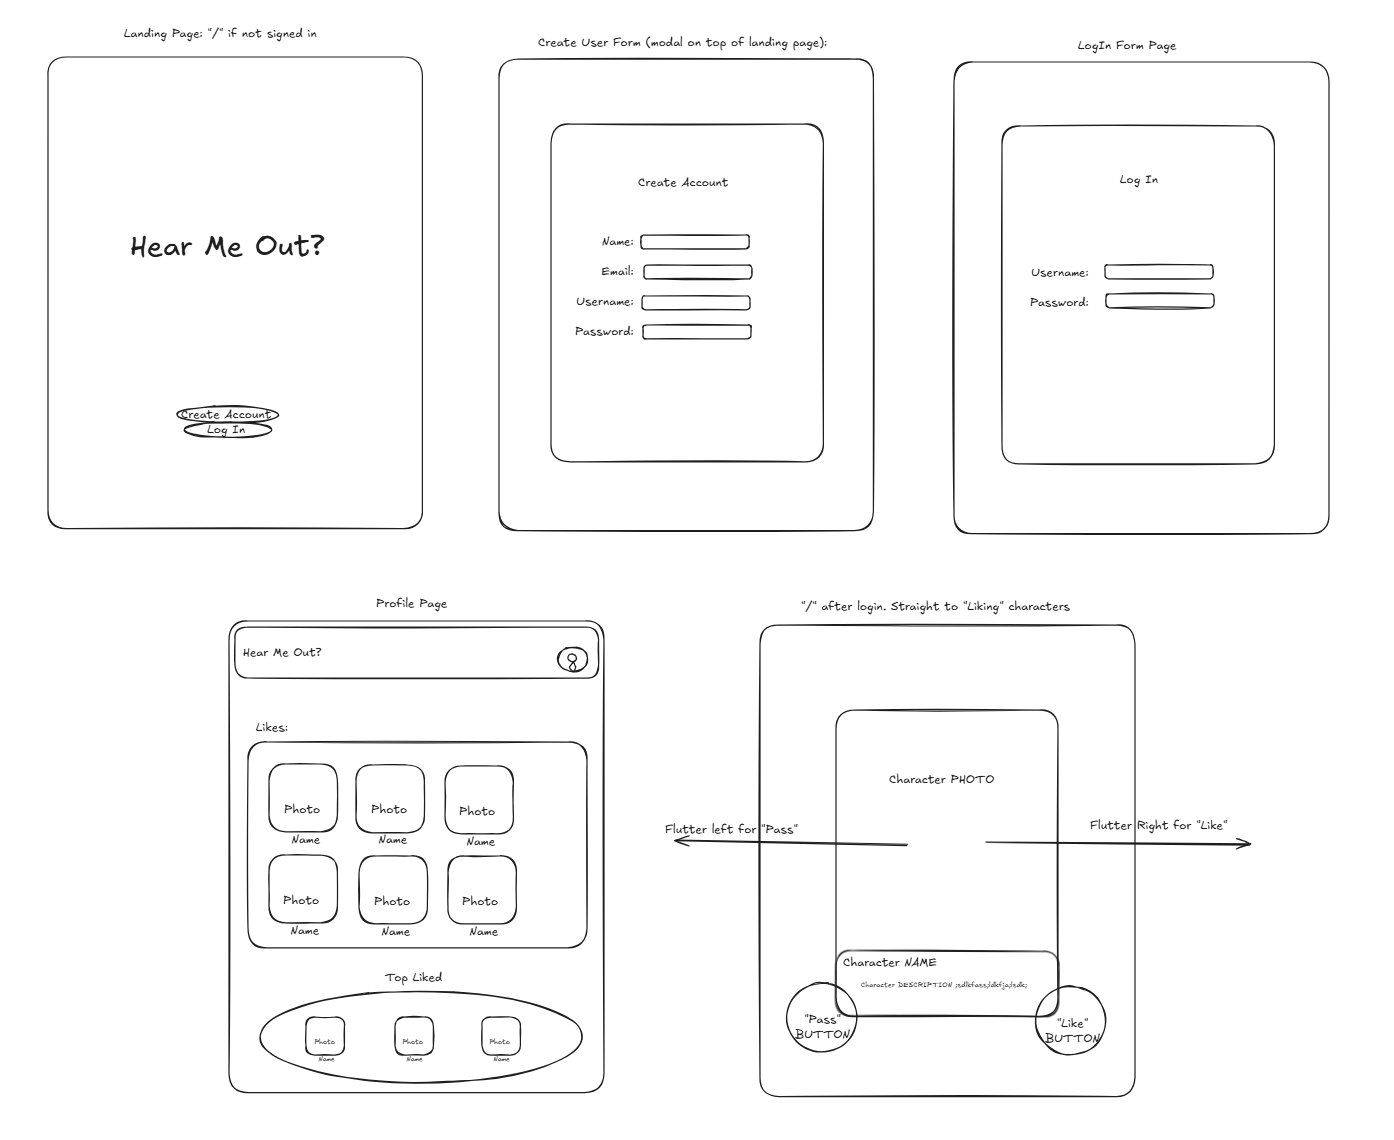 Landing Page: "/" if not signed in
Hear Me Out?
Create Account
Log In
Create User Form (modal on top of landing page):
Create Account
Name:
Email:
Username:
Password:
LogIn Form Page
Log In
Username:
Password:
Profile Page
Hear Me Out?
Likes:
Photo Photo Photo
Name Name Name
Photo Photo Photo
Name Name Name
Top Liked
Photo Photo Photo
Name Name Name
"/" after login. Straight to "Liking" characters
Character PHOTO
Flutter left for "Pass"
Flutter Right for "Like"
Character NAME
Character DESCRIPTION
"Pass"
BUTTON
"Like"
BUTTON